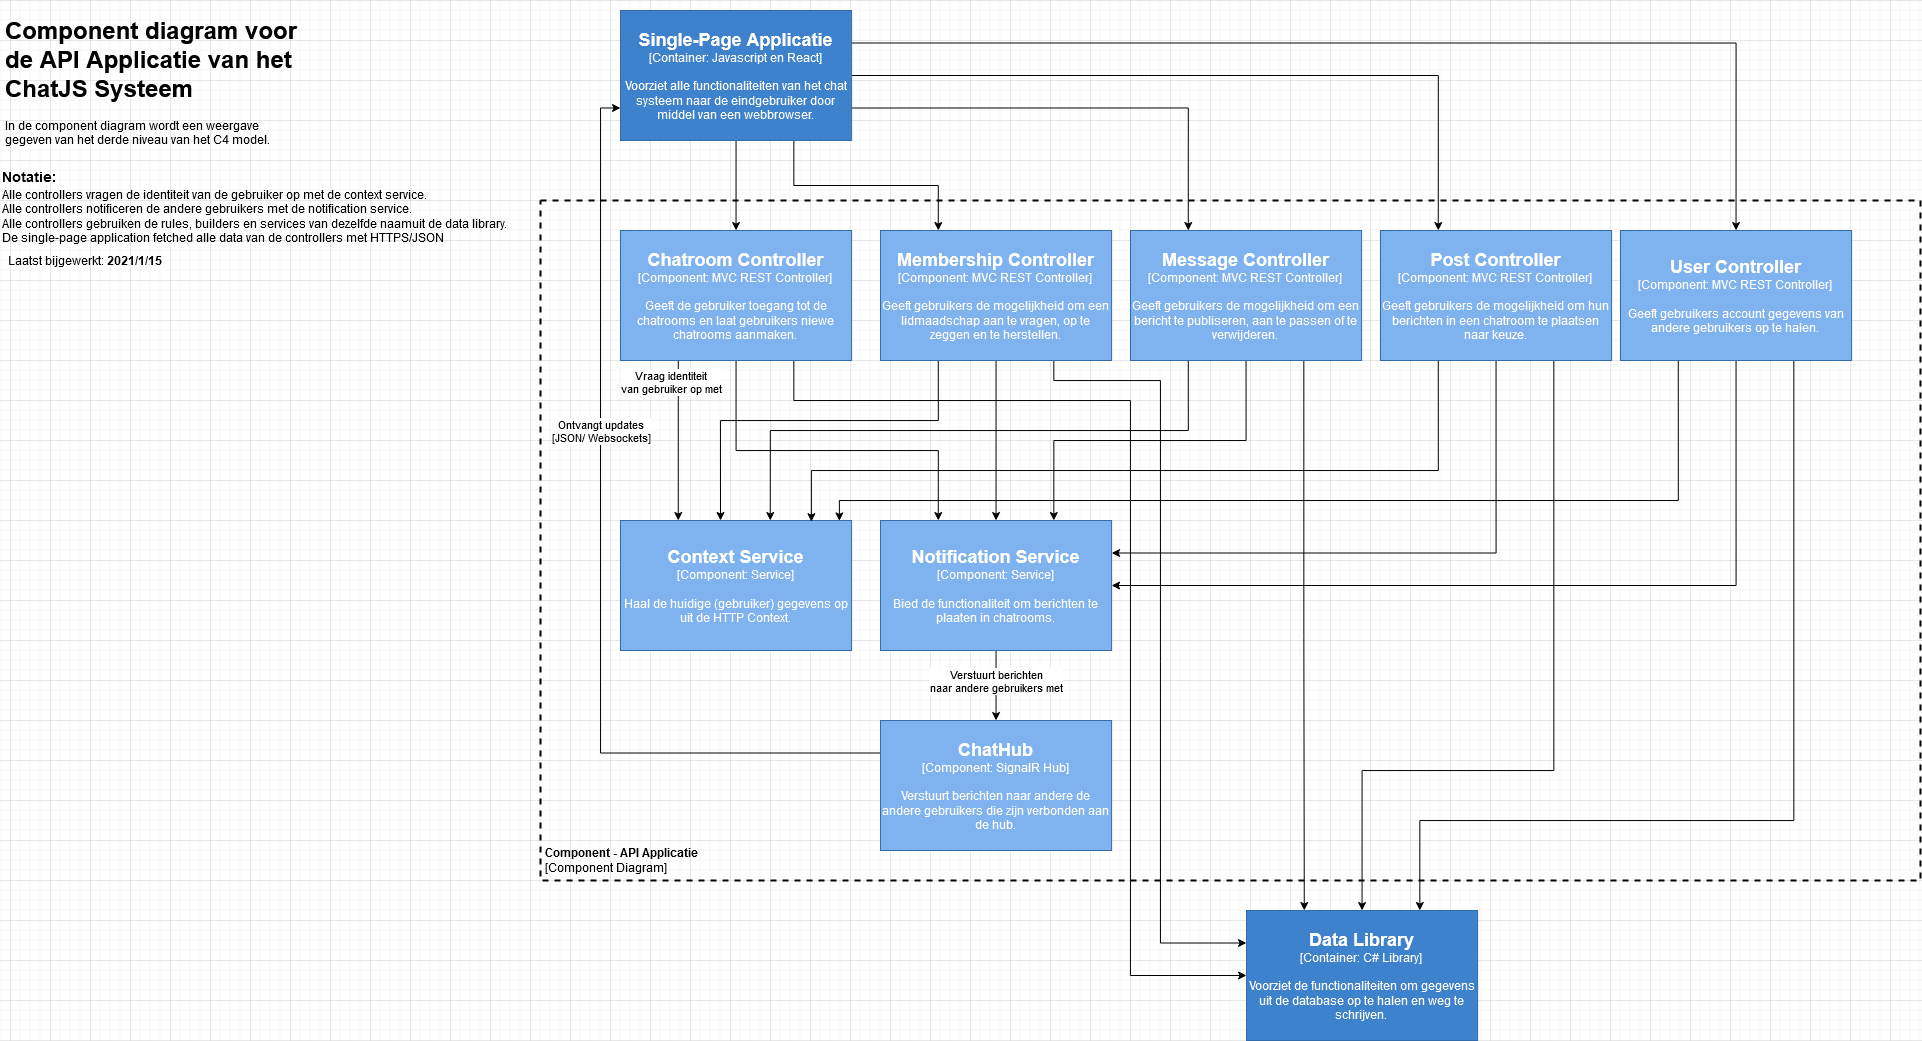 Component diagram voor
de API Applicatie van het
ChatJS Systeem
In de component diagram wordt een weergave
gegeven van het derde niveau van het C4 model.
Notatie:
Alle controllers vragen de identiteit van de gebruiker op met de context service.
Alle controllers notificeren de andere gebruikers met de notification service.
Alle controllers gebruiken de rules, builders en services van dezelfde naamuit de data library.
De single-page application fetched alle data van de controllers met HTTPS/JSON
Laatst bijgewerkt: 2021/1/15
Single-Page Applicatie
[Container: Javascript en React]
Voorziet alle functionaliteiten van het chat
systeem naar de eindgebruiker door
middel van een webbrowser.
Chatroom Controller
[Component: MVC REST Controller]
Geeft de gebruiker toegang tot de
chatrooms en laat gebruikers niewe
chatrooms aanmaken.
Membership Controller
[Component: MVC REST Controller]
Geeft gebruikers de mogelijkheid om een
lidmaadschap aan te vragen, op te
zeggen en te herstellen.
Message Controller
[Component: MVC REST Controller]
Geeft gebruikers de mogelijkheid om een
bericht te publiseren, aan te passen of te
verwijderen.
Post Controller
[Component: MVC REST Controller]
Geeft gebruikers de mogelijkheid om hun
berichten in een chatroom te plaatsen
naar keuze.
User Controller
[Component: MVC REST Controller]
Geeft gebruikers account gegevens van
andere gebruikers op te halen.
Vraag identiteit
van gebruiker op met
Ontvangt updates
[JSON/ Websockets]
Context Service
[Component: Service]
Haal de huidige (gebruiker) gegevens op
uit de HTTP Context.
Notification Service
[Component: Service]
Bied de functionaliteit om berichten te
plaaten in chatrooms.
Verstuurt berichten
naar andere gebruikers met
ChatHub
[Component: SignalR Hub]
Verstuurt berichten naar andere de
andere gebruikers die zijn verbonden aan
de hub.
Component - API Applicatie
[Component Diagram]
Data Library
[Container: C# Library]
Voorziet de functionaliteiten om gegevens
uit de database op te halen en weg te
schrijven.